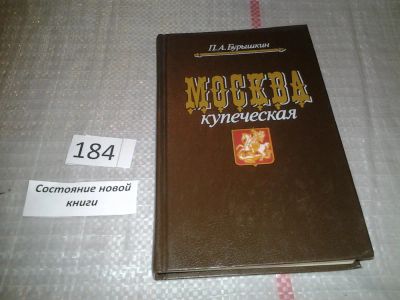 П.А.Бурышкин
МОСКВА
купеческая
184
Состояние новой
книги